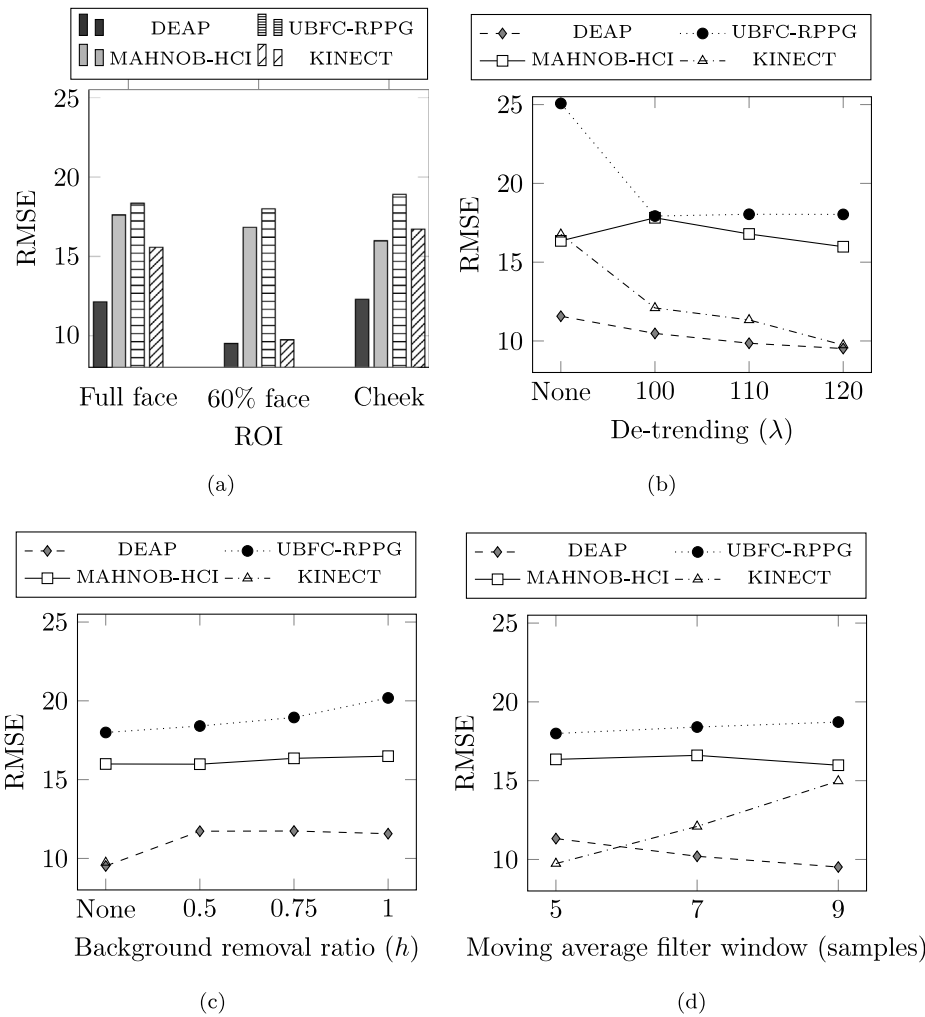 DEAP UBFC-RPPG
MAHNOB-HCI KINECT
25
20
15
10
RMSE
Full face 60% face Cheek
ROI
(a)
DEAP UBFC-RPPG
MAHNOB-HCI KINECT
25
20
15
10
RMSE
None 100 110 120
De-trending (λ)
(b)
DEAP UBFC-RPPG
MAHNOB-HCI KINECT
25
20
15
10
RMSE
None 0.5 0.75 1
Background removal ratio (h)
(c)
DEAP UBFC-RPPG
MAHNOB-HCI KINECT
25
20
15
10
RMSE
5 7 9
Moving average filter window (samples)
(d)